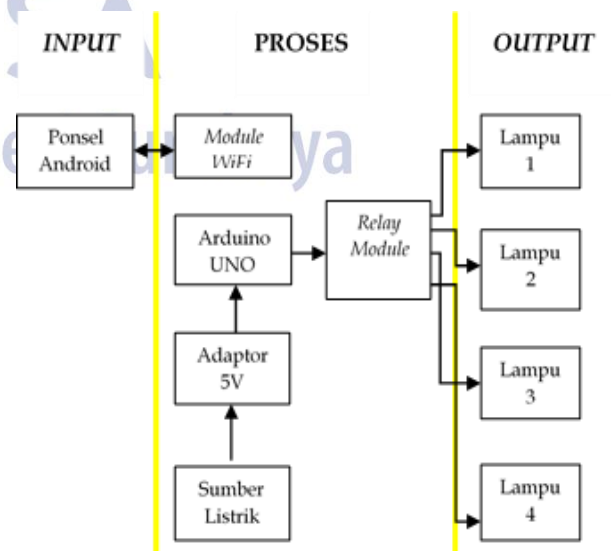 INPUT
PROSES
OUTPUT
Ponsel
Android
Module
WiFi
Lampu
1
Arduino
UNO
Relay
Module
Lampu
2
Adaptor
5V
Lampu
3
Sumber
Listrik
Lampu
4